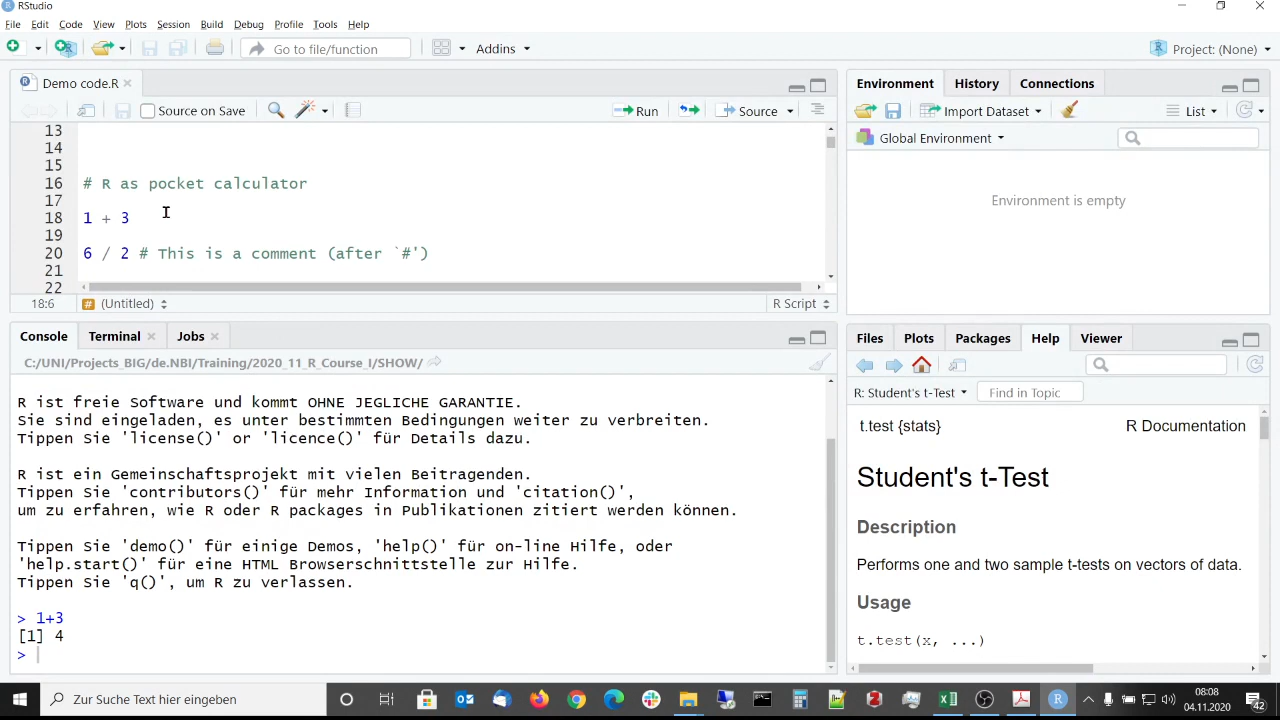 RStudio
File Edit Code View Plots Session Build Debug Profile Tools Help
Go to file/function Addins Project: (None)
Demo code.R
Source on Save Run Source
13
14
15
16 # R as pocket calculator
17
18 1 + 3
19
20 6 / 2 # This is a comment (after `#')
21
22
18:6 (Untitled) R Script
Console Terminal Jobs
C:/UNI/Projects_BIG/de.NBI/Training/2020_11_R_Course_I/SHOW/
R ist freie Software und kommt OHNE JEGLICHE GARANTIE.
Sie sind eingeladen, es unter bestimmten Bedingungen weiter zu verbreiten.
Tippen Sie 'license()' or 'licence()' für Details dazu.
R ist ein Gemeinschaftsprojekt mit vielen Beitragenden.
Tippen Sie 'contributors()' für mehr Information und 'citation()',
um zu erfahren, wie R oder R packages in Publikationen zitiert werden können.
Tippen Sie 'demo()' für einige Demos, 'help()' für on-line Hilfe, oder
'help.start()' für eine HTML Browserschnittstelle zur Hilfe.
Tippen Sie 'q()', um R zu verlassen.
> 1+3
[1] 4
>
Environment History Connections
Import Dataset List
Global Environment
Environment is empty
Files Plots Packages Help Viewer
R: Student's t-Test Find in Topic
t.test {stats} R Documentation
Student's t-Test
Description
Performs one and two sample t-tests on vectors of data.
Usage
t.test(x, ...)
Zur Suche Text hier eingeben
08:08
04.11.2020
42